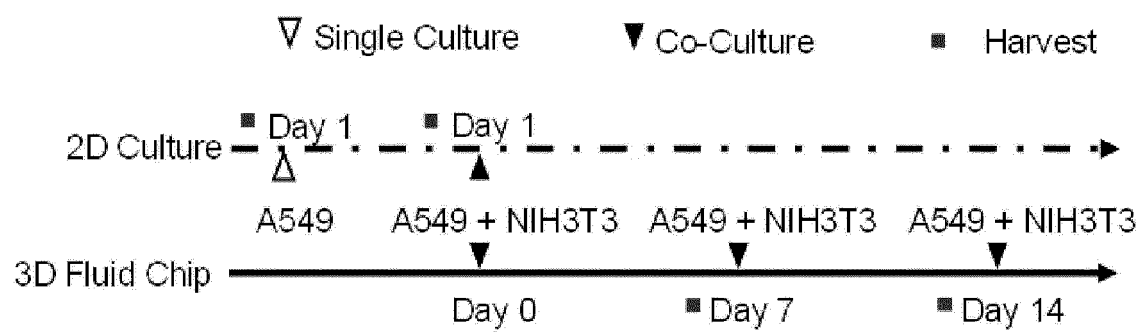 Single Culture Co-Culture Harvest
Day 1 Day 1
2D Culture
A549 A549 + NIH3T3 A549 + NIH3T3 A549 + NIH3T3
3D Fluid Chip
Day 0 Day 7 Day 14